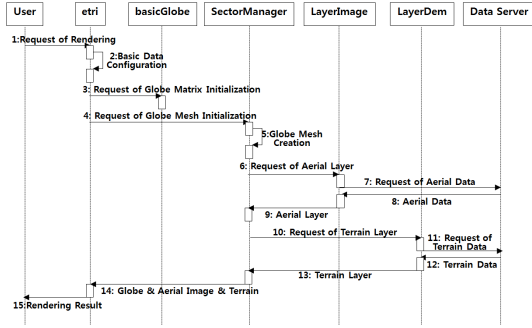 User
etri
basicGlobe
SectorManager
LayerImage
LayerDem
Data Server
1:Request of Rendering
2:Basic Data
Configuration
3: Request of Globe Matrix Initialization
4: Request of Globe Mesh Initialization
5:Globe Mesh
Creation
6: Request of Aerial Layer
7: Request of Aerial Data
8: Aerial Data
9: Aerial Layer
10: Request of Terrain Layer
11: Request of
Terrain Data
12: Terrain Data
13: Terrain Layer
14: Globe & Aerial Image & Terrain
15:Rendering Result